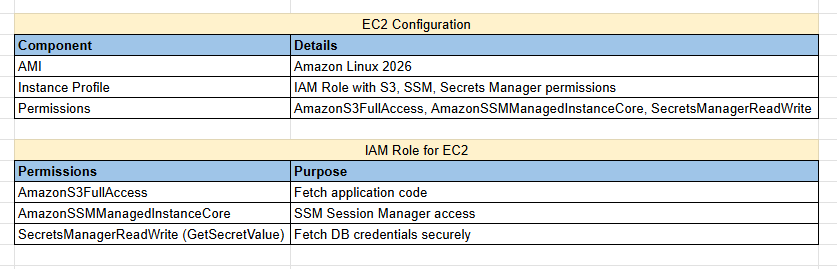 EC2 Configuration
Component Details
AMI Amazon Linux 2026
Instance Profile IAM Role with S3, SSM, Secrets Manager permissions
Permissions AmazonS3FullAccess, AmazonSSMManagedInstanceCore, SecretsManagerReadWrite
IAM Role for EC2
Permissions Purpose
AmazonS3FullAccess Fetch application code
AmazonSSMManagedInstanceCore SSM Session Manager access
SecretsManagerReadWrite (GetSecretValue) Fetch DB credentials securely